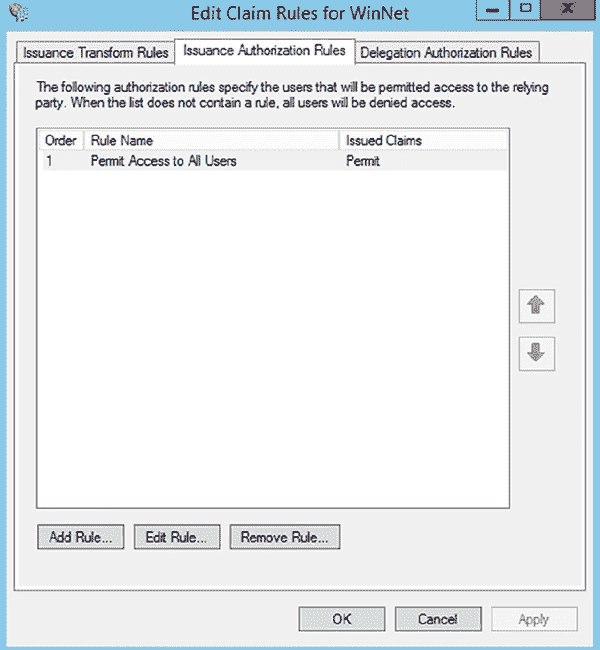 Edit Claim Rules for WinNet
Issuance Transform Rules Issuance Authorization Rules Delegation Authorization Rules
The following authorization rules specify the users that will be permitted access to the relying
party. When the list does not contain a rule, all users will be denied access.
Order Rule Name Issued Claims
1 Permit Access to All Users Permit
Add Rule... Edit Rule... Remove Rule...
OK Cancel Apply